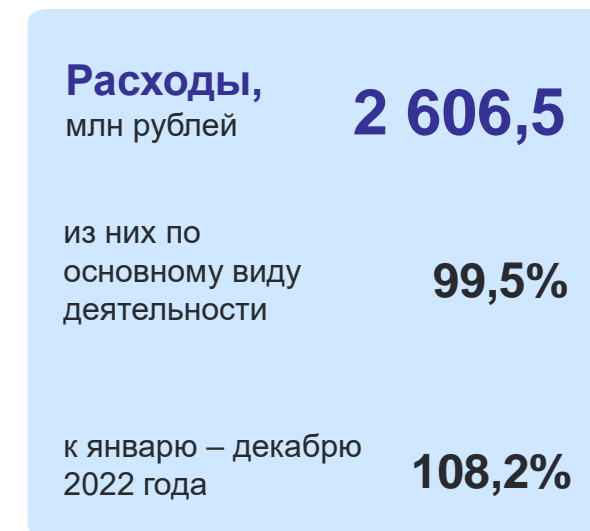 Расходы,
млн рублей
2 606,5
из них по
основному виду
деятельности
99,5%
к январю – декабрю
2022 года
108,2%